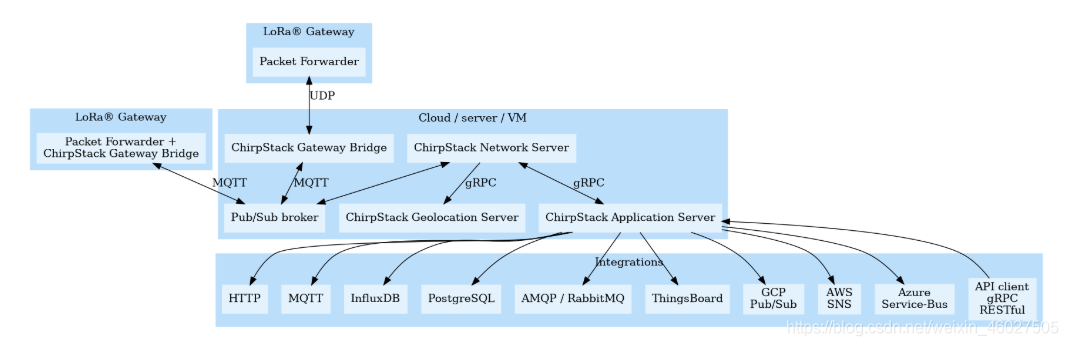 LoRa® Gateway
Packet Forwarder
UDP
LoRa® Gateway
Packet Forwarder +
ChirpStack Gateway Bridge
Cloud / server / VM
ChirpStack Gateway Bridge
ChirpStack Network Server
MQTT
MQTT
gRPC
gRPC
Pub/Sub broker
ChirpStack Geolocation Server
ChirpStack Application Server
Integrations
HTTP
MQTT
InfluxDB
PostgreSQL
AMQP / RabbitMQ
ThingsBoard
GCP
Pub/Sub
AWS
SNS
Azure
Service-Bus
API client
gRPC
RESTful
https://blog.csdn.net/weixin_46027505